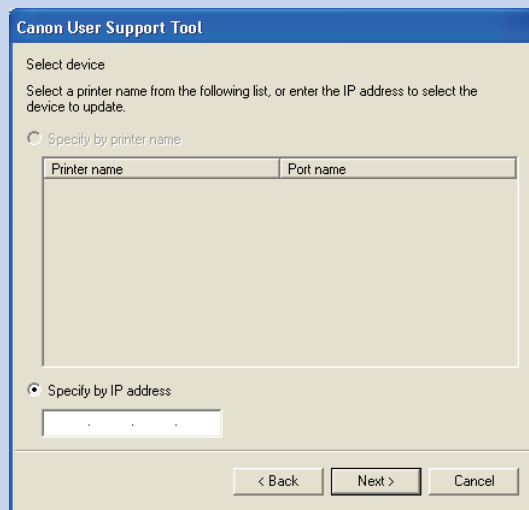 Canon User Support Tool
Select device
Select a printer name from the following list, or enter the IP address to select the
device to update.
Specify by printer name
Printer name Port name
Specify by IP address
. . .
< Back Next > Cancel